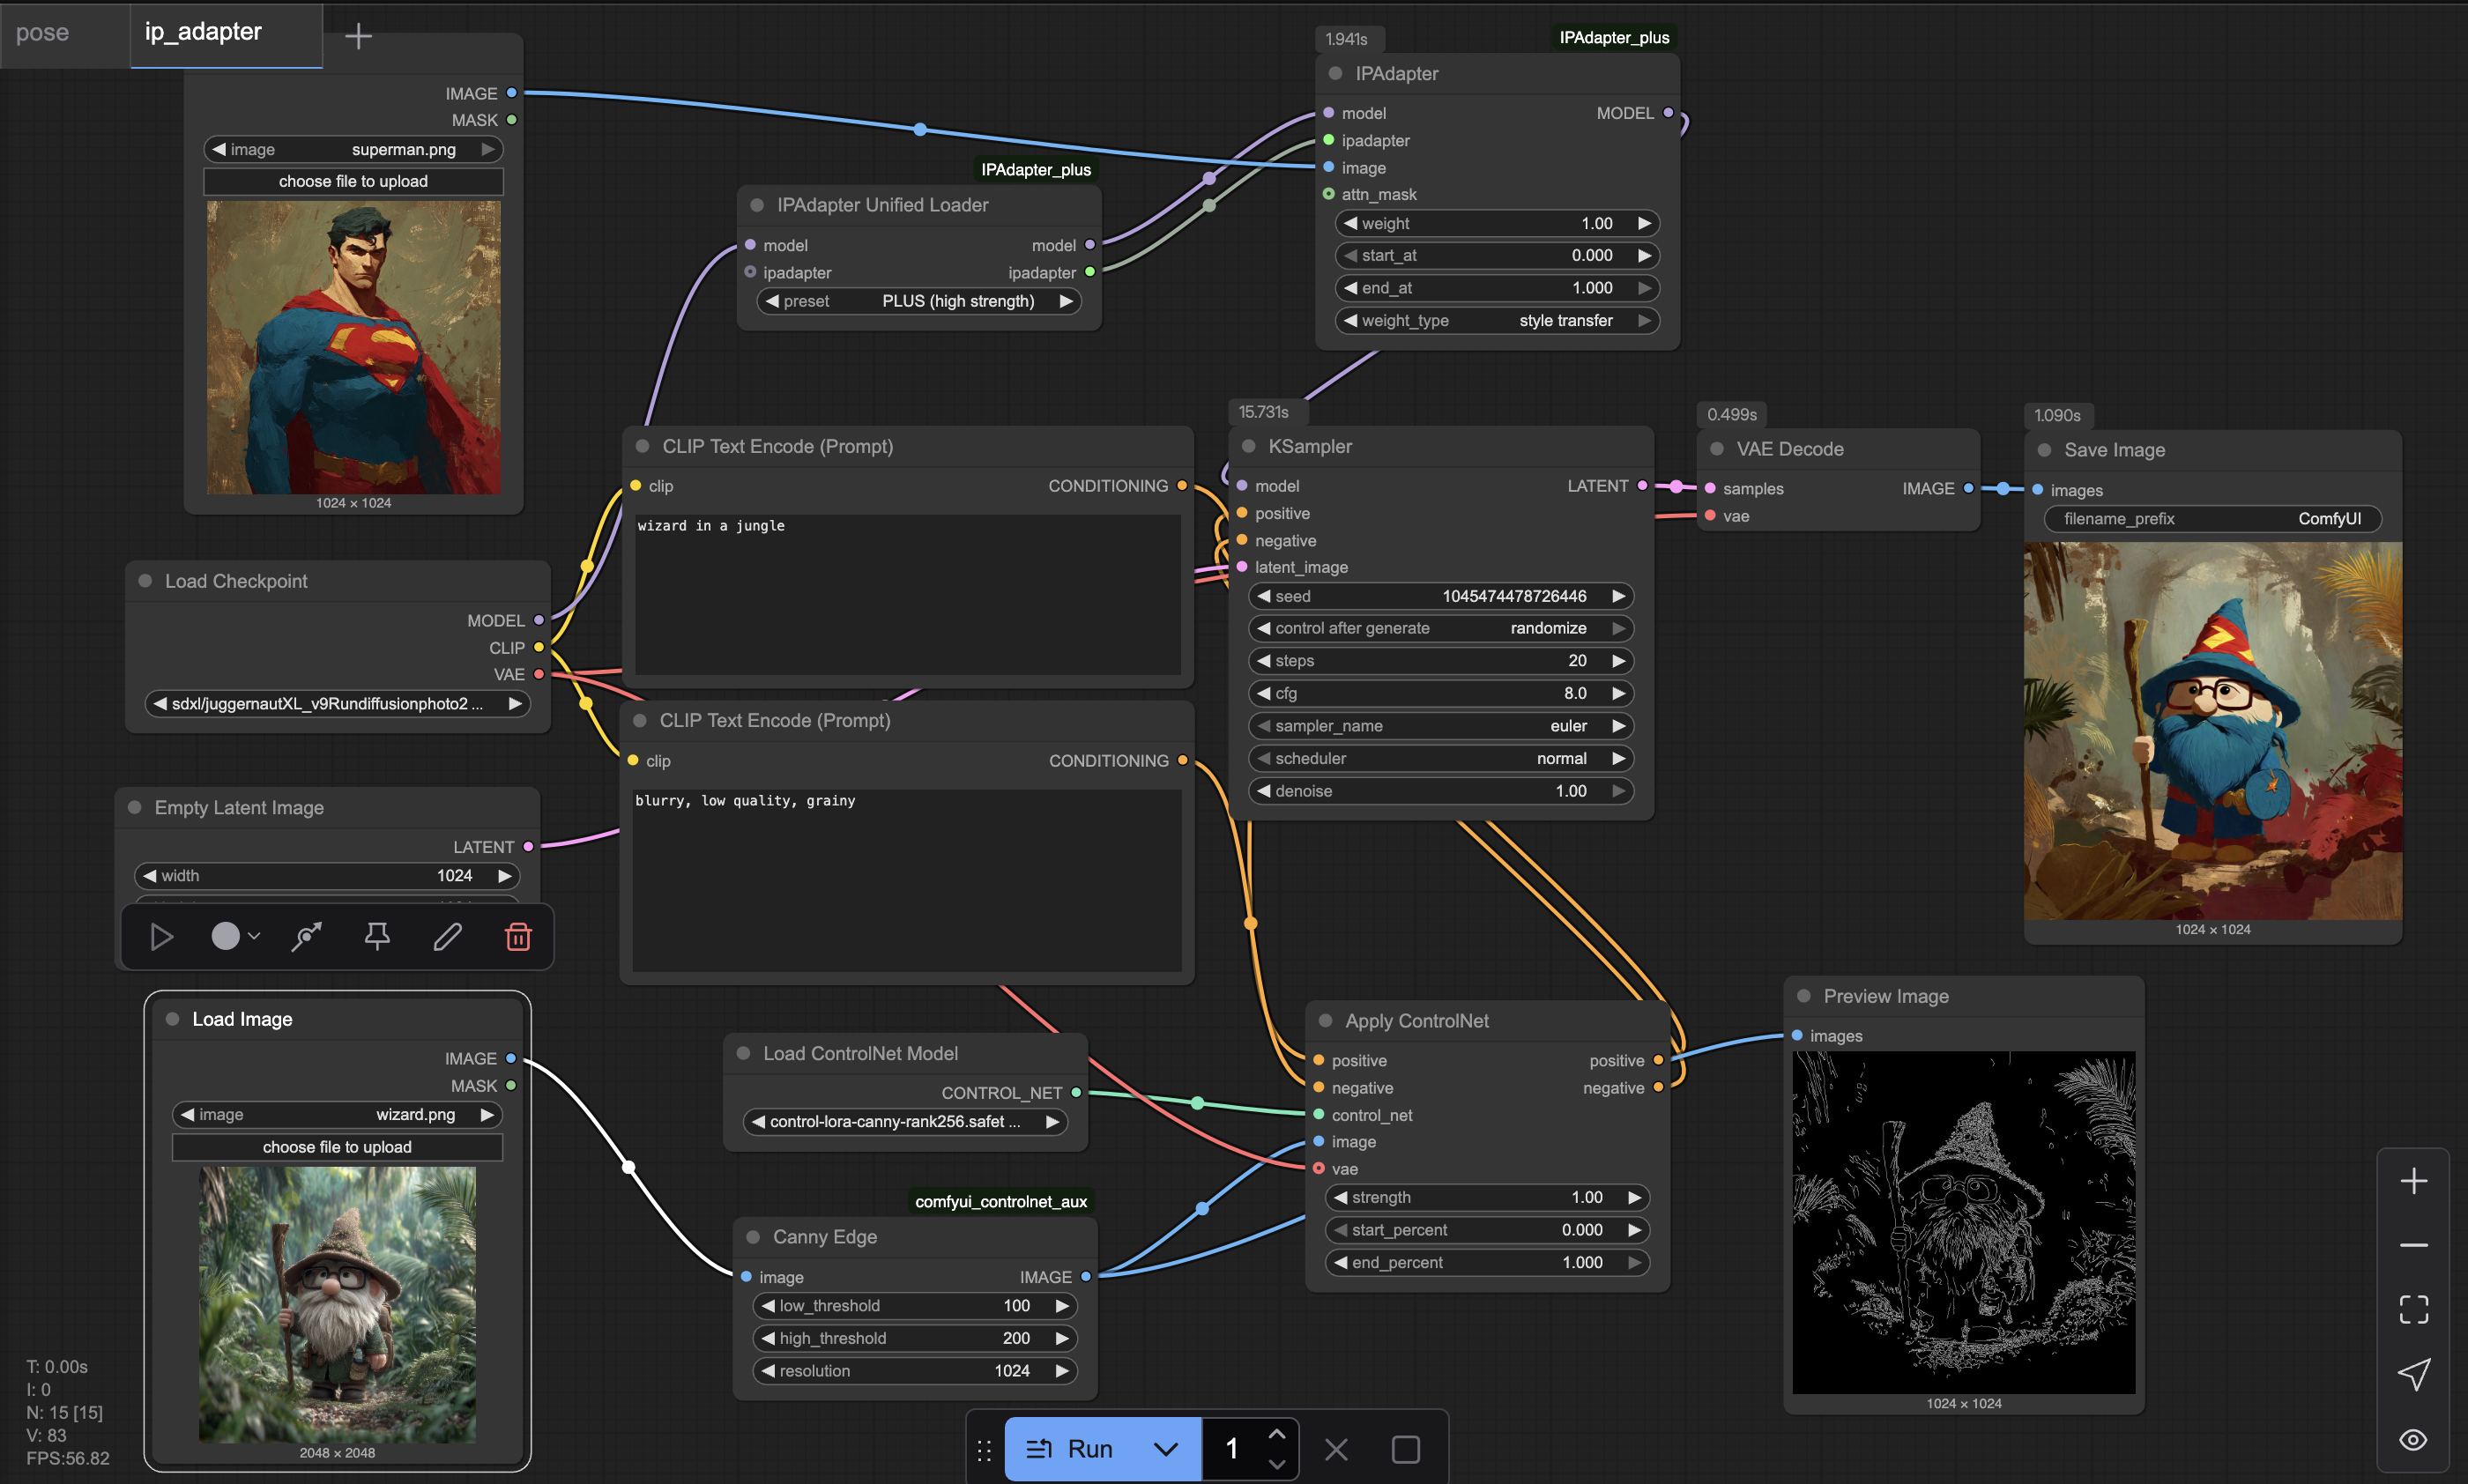 pose
ip_adapter
IMAGE
MASK
image superman.png
choose file to upload
1024 × 1024
IPAdapter_plus
IPAdapter Unified Loader
model model
ipadapter ipadapter
preset PLUS (high strength)
1.941s
IPAdapter_plus
IPAdapter
model MODEL
ipadapter
image
attn_mask
weight 1.00
start_at 0.000
end_at 1.000
weight_type style transfer
Load Checkpoint
MODEL
CLIP
VAE
sdxl/juggernautXL_v9Rundiffusionphoto2 ...
CLIP Text Encode (Prompt)
clip CONDITIONING
wizard in a jungle
CLIP Text Encode (Prompt)
clip CONDITIONING
blurry, low quality, grainy
15.731s
KSampler
model LATENT
positive
negative
latent_image
seed 1045474478726446
control after generate randomize
steps 20
cfg 8.0
sampler_name euler
scheduler normal
denoise 1.00
0.499s
VAE Decode
samples IMAGE
vae
1.090s
Save Image
images
filename_prefix ComfyUI
1024 × 1024
Empty Latent Image
LATENT
width 1024
Load Image
IMAGE
MASK
image wizard.png
choose file to upload
2048 × 2048
Load ControlNet Model
CONTROL_NET
control-lora-canny-rank256.safet ...
comfyui_controlnet_aux
Canny Edge
image IMAGE
low_threshold 100
high_threshold 200
resolution 1024
Apply ControlNet
positive positive
negative negative
control_net
image
vae
strength 1.00
start_percent 0.000
end_percent 1.000
Preview Image
images
1024 × 1024
T: 0.00s
I: 0
N: 15 [15]
V: 83
FPS:56.82
Run 1